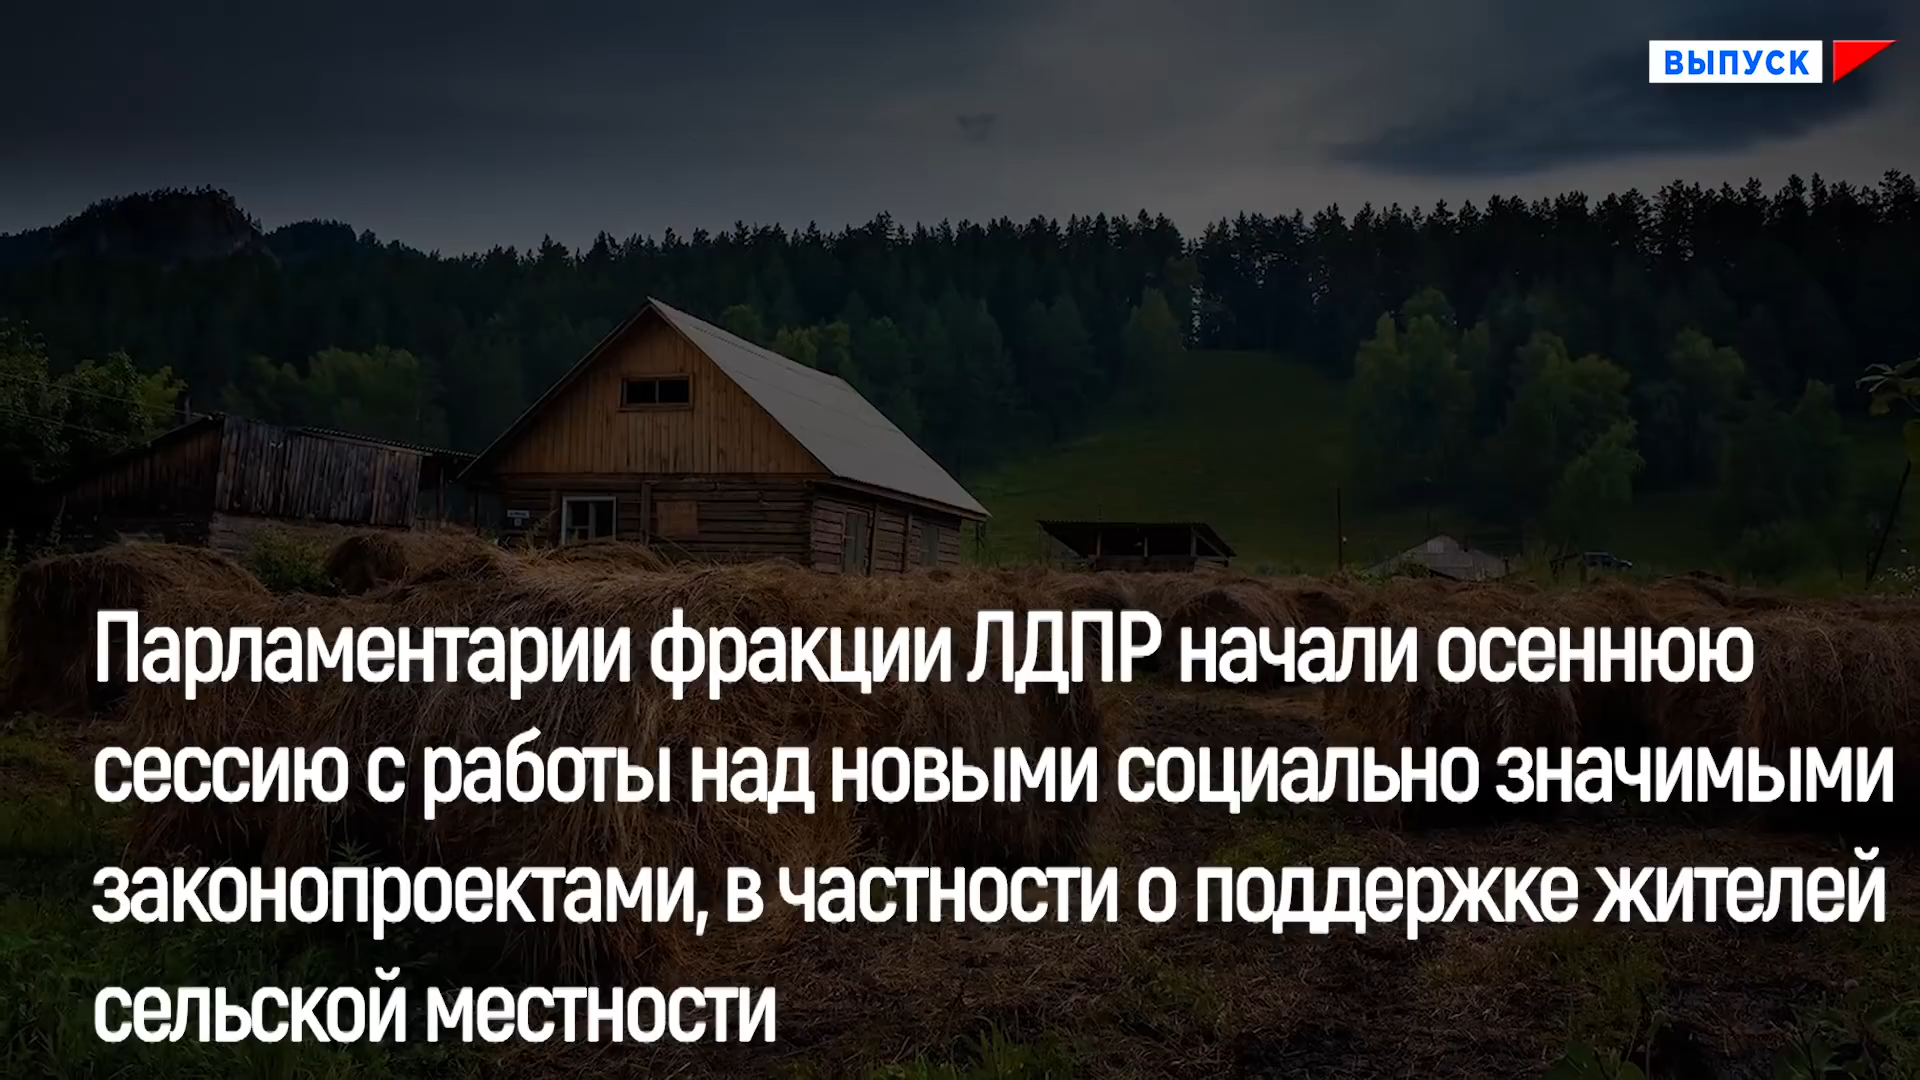 ВЫПУСК
Парламентарии фракции ЛДПР начали осеннюю
сессию с работы над новыми социально значимыми
законопроектами, в частности о поддержке жителей
сельской местности